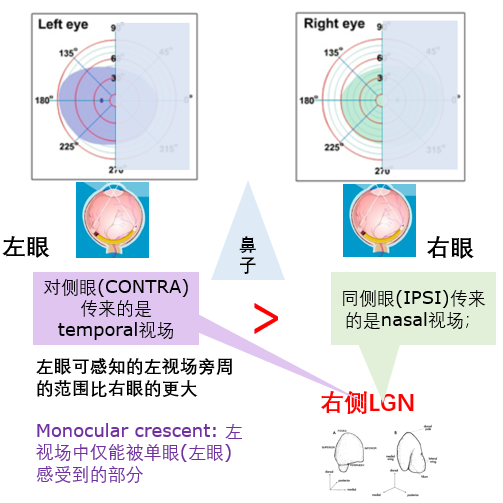 Left eye
Right eye
90°
135°
45°
60
30
180°
0°
225°
315°
270°
90°
135°
45°
60
30
180°
0°
225°
315°
270°
左眼
鼻
子
右眼
对侧眼(CONTRA)
传来的是
temporal视场
>
同侧眼(IPSI)传来
的是nasal视场；
左眼可感知的左视场旁周
的范围比右眼的更大
右侧LGN
Monocular crescent: 左
视场中仅能被单眼(左眼)
感受到的部分
A
B